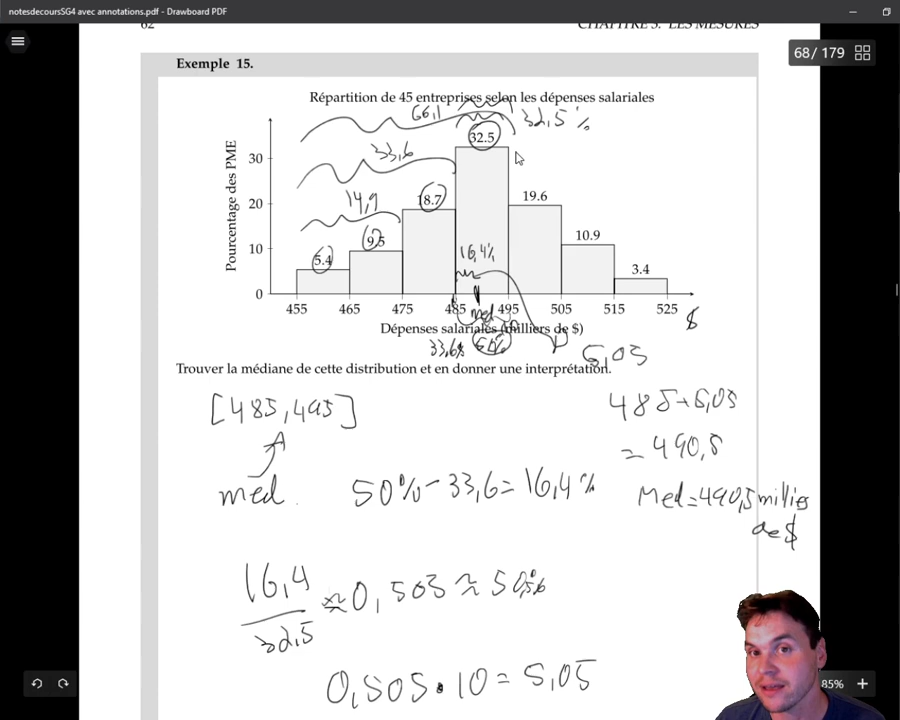 notesdecoursSG4 avec annotations.pdf - Drawboard PDF
68 / 179
62 CHAPITRE 3. LES MESURES
Exemple 15.
Répartition de 45 entreprises selon les dépenses salariales
66,1
32,5 %
33,6
14,9
Pourcentage des PME
30
20
10
0
5.4
9.5
18.7
32.5
19.6
10.9
3.4
16,4%
med
455 465 475 485 495 505 515 525 $
Dépenses salariales (milliers de $)
33,6% 50%
5,05
Trouver la médiane de cette distribution et en donner une interprétation.
[485,495]
485+5,05
= 490,5
med. 50% - 33,6 = 16,4 %
Med = 490,5 milliers
de $
16,4
32,5
≈ 0,505 ≈ 50,5%
0,505 · 10 = 5,05
85%